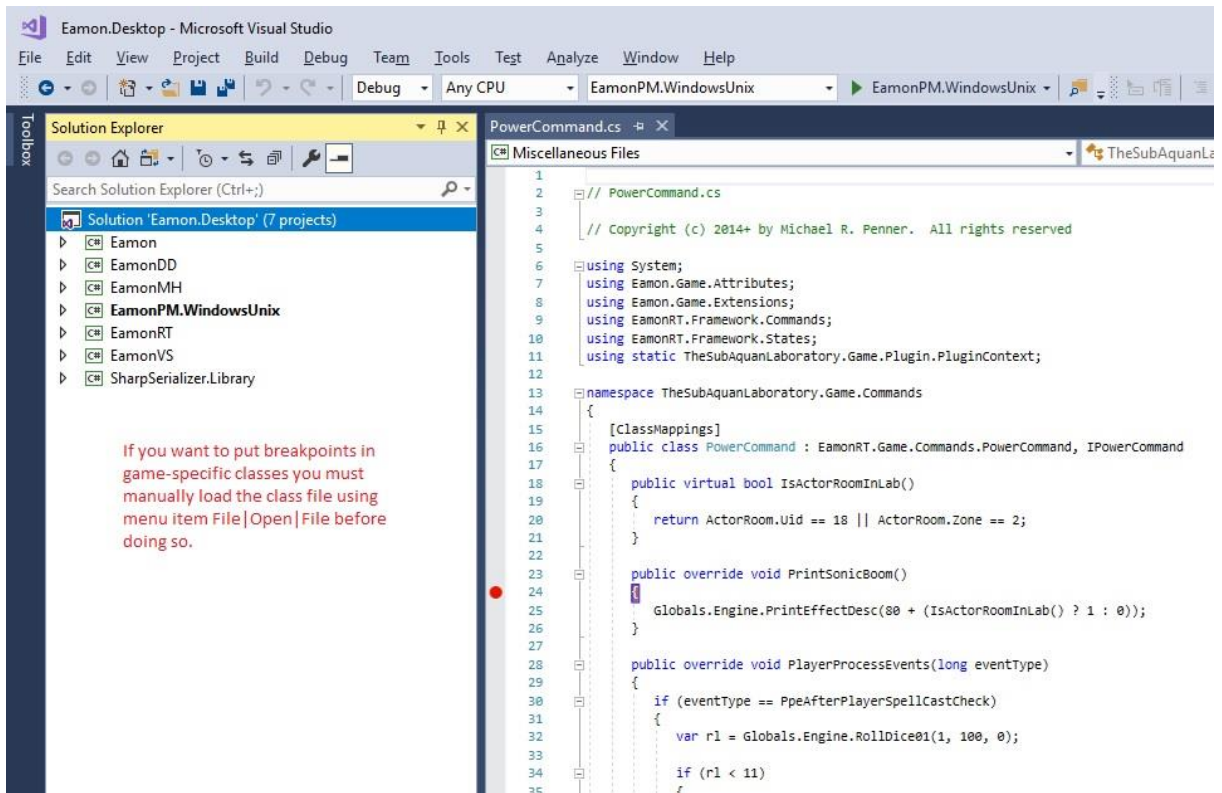 Eamon.Desktop - Microsoft Visual Studio
File Edit View Project Build Debug Team Tools Test Analyze Window Help
Debug Any CPU EamonPM.WindowsUnix EamonPM.WindowsUnix
Toolbox
Solution Explorer
Search Solution Explorer (Ctrl+;)
Solution 'Eamon.Desktop' (7 projects)
C# Eamon
C# EamonDD
C# EamonMH
C# EamonPM.WindowsUnix
C# EamonRT
C# EamonVS
C# SharpSerializer.Library
If you want to put breakpoints in
game-specific classes you must
manually load the class file using
menu item File|Open|File before
doing so.
PowerCommand.cs
C# Miscellaneous Files TheSubAquanLa
1
2 // PowerCommand.cs
3
4 // Copyright (c) 2014+ by Michael R. Penner. All rights reserved
5
6 using System;
7 using Eamon.Game.Attributes;
8 using Eamon.Game.Extensions;
9 using EamonRT.Framework.Commands;
10 using EamonRT.Framework.States;
11 using static TheSubAquanLaboratory.Game.Plugin.PluginContext;
12
13 namespace TheSubAquanLaboratory.Game.Commands
14 {
15 [ClassMappings]
16 public class PowerCommand : EamonRT.Game.Commands.PowerCommand, IPowerCommand
17 {
18 public virtual bool IsActorRoomInLab()
19 {
20 return ActorRoom.Uid == 18 || ActorRoom.Zone == 2;
21 }
22
23 public override void PrintSonicBoom()
24 {
25 Globals.Engine.PrintEffectDesc(80 + (IsActorRoomInLab() ? 1 : 0));
26 }
27
28 public override void PlayerProcessEvents(long eventType)
29 {
30 if (eventType == PpeAfterPlayerSpellCastCheck)
31 {
32 var rl = Globals.Engine.RollDice01(1, 100, 0);
33
34 if (rl < 11)
35 {